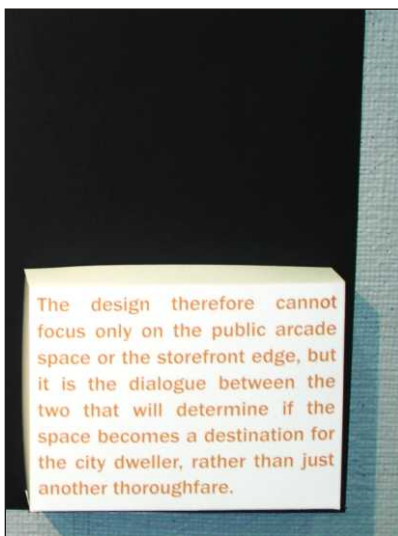 The design therefore cannot
focus only on the public arcade
space or the storefront edge, but
it is the dialogue between the
two that will determine if the
space becomes a destination for
the city dweller, rather than just
another thoroughfare.